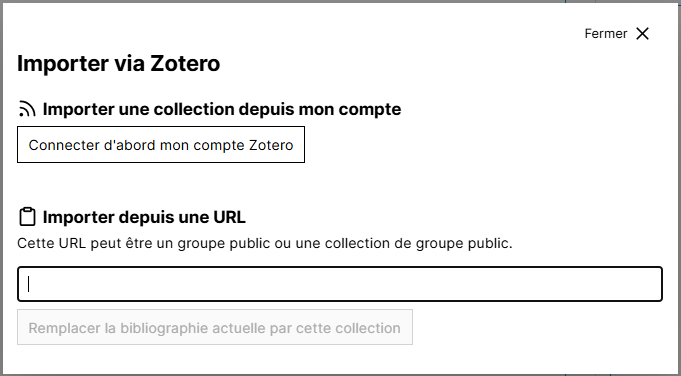 Fermer
Importer via Zotero
Importer une collection depuis mon compte
Connecter d'abord mon compte Zotero
Importer depuis une URL
Cette URL peut être un groupe public ou une collection de groupe public.
Remplacer la bibliographie actuelle par cette collection